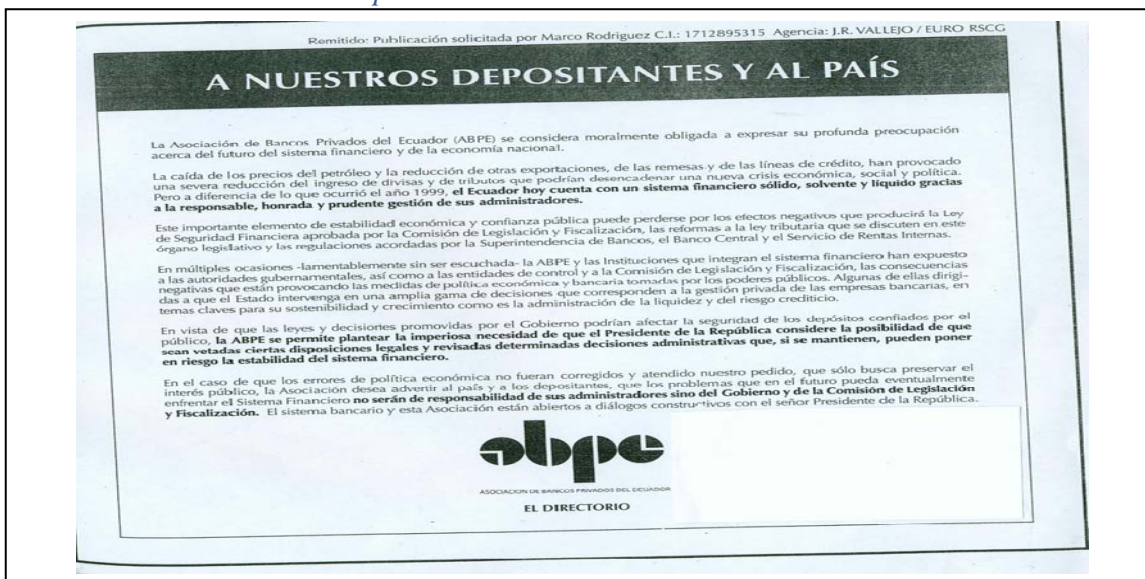 Remitido: Publicación solicitada por Marco Rodriguez C.I.: 1712895315 Agencia: J.R. VALLEJO / EURO RSCG
A NUESTROS DEPOSITANTES Y AL PAÍS
La Asociación de Bancos Privados del Ecuador (ABPE) se considera moralmente obligada a expresar su profunda preocupación
acerca del futuro del sistema financiero y de la economía nacional.
La caída de los precios del petróleo y la reducción de otras exportaciones, de las remesas y de las líneas de crédito, han provocado
una severa reducción del ingreso de divisas y de tributos que podrían desencadenar una nueva crisis económica, social y política.
Pero a diferencia de lo que ocurrió el año 1999, el Ecuador hoy cuenta con un sistema financiero sólido, solvente y líquido gracias
a la responsable, honrada y prudente gestión de sus administradores.
Este importante elemento de estabilidad económica y confianza pública puede perderse por los efectos negativos que producirá la Ley
de Seguridad Financiera aprobada por la Comisión de Legislación y Fiscalización, las reformas a la ley tributaria que se discuten en este
órgano legislativo y las regulaciones acordadas por la Superintendencia de Bancos, el Banco Central y el Servicio de Rentas Internas.
En múltiples ocasiones -lamentablemente sin ser escuchada- la ABPE y las Instituciones que integran el sistema financiero han expuesto
a las autoridades gubernamentales, así como a las entidades de control y a la Comisión de Legislación y Fiscalización, las consecuencias
negativas que están provocando las medidas de política económica y bancaria tomadas por los poderes públicos. Algunas de ellas dirigi-
das a que el Estado intervenga en una amplia gama de decisiones que corresponden a la gestión privada de las empresas bancarias, en
temas claves para su sostenibilidad y crecimiento como es la administración de la liquidez y del riesgo crediticio.
En vista de que las leyes y decisiones promovidas por el Gobierno podrían afectar la seguridad de los depósitos confiados por el
público, la ABPE se permite plantear la imperiosa necesidad de que el Presidente de la República considere la posibilidad de que
sean vetadas ciertas disposiciones legales y revisadas determinadas decisiones administrativas que, si se mantienen, pueden poner
en riesgo la estabilidad del sistema financiero.
En el caso de que los errores de política económica no fueran corregidos y atendido nuestro pedido, que sólo busca preservar el
interés público, la Asociación desea advertir al país y a los depositantes, que los problemas que en el futuro pueda eventualmente
enfrentar el Sistema Financiero no serán de responsabilidad de sus administradores sino del Gobierno y de la Comisión de Legislación
y Fiscalización. El sistema bancario y esta Asociación están abiertos a diálogos constructivos con el señor Presidente de la República.
abpe
ASOCIACION DE BANCOS PRIVADOS DEL ECUADOR
EL DIRECTORIO